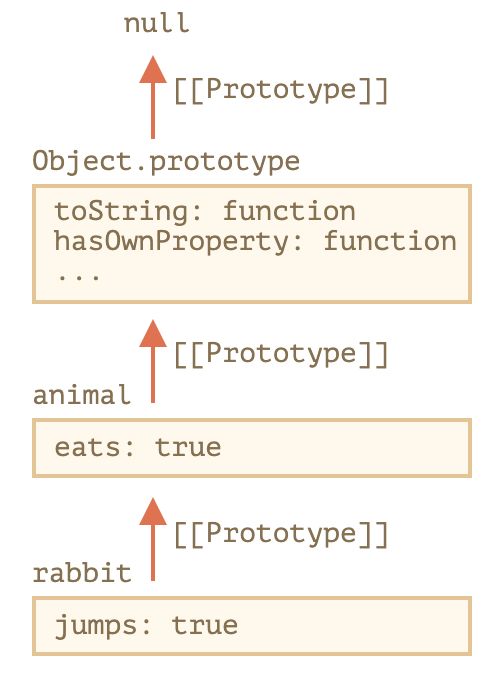 null
[[Prototype]]
Object.prototype
toString: function
hasOwnProperty: function
...
[[Prototype]]
animal
eats: true
[[Prototype]]
rabbit
jumps: true